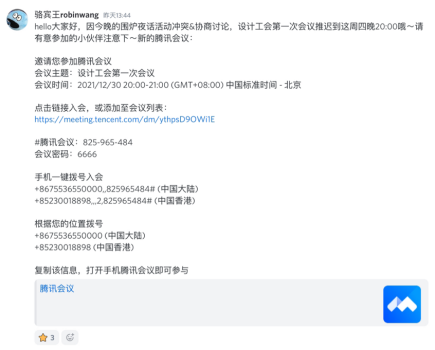 骆宾王robinwang 昨天13:44
hello大家好，因今晚的围炉夜话活动冲突&协商讨论，设计工会第一次会议推迟到这周四晚20:00哦～请
有意参加的小伙伴注意下～新的腾讯会议：
邀请您参加腾讯会议
会议主题：设计工会第一次会议
会议时间：2021/12/30 20:00-21:00 (GMT+08:00) 中国标准时间 - 北京
点击链接入会，或添加至会议列表：
https://meeting.tencent.com/dm/ythpsD9OWi1E
#腾讯会议：825-965-484
会议密码：6666
手机一键拨号入会
+8675536550000,,825965484# (中国大陆)
+85230018898,,,2,825965484# (中国香港)
根据您的位置拨号
+8675536550000 (中国大陆)
+85230018898 (中国香港)
复制该信息，打开手机腾讯会议即可参与
腾讯会议
3